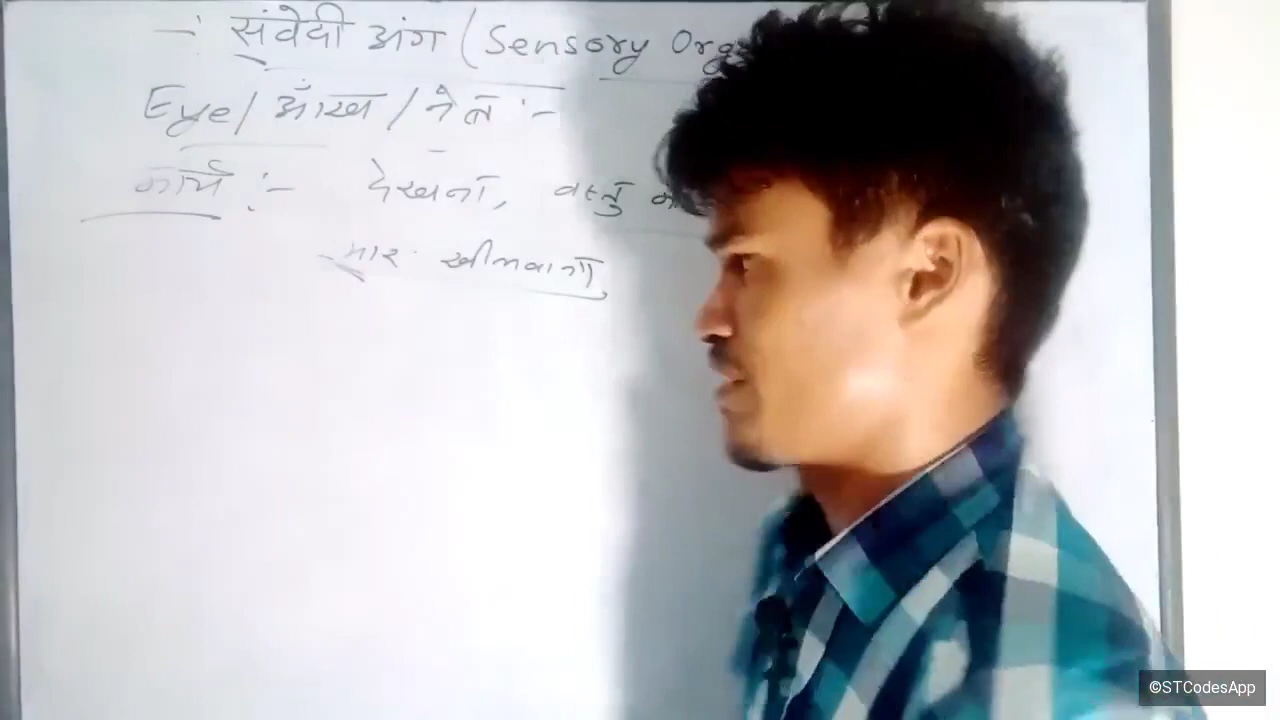 -: संवेदी अंग (Sensory
Eye/ आँख / नेत्र :-
कार्य :- देखना, वस्तु
©STCodesApp